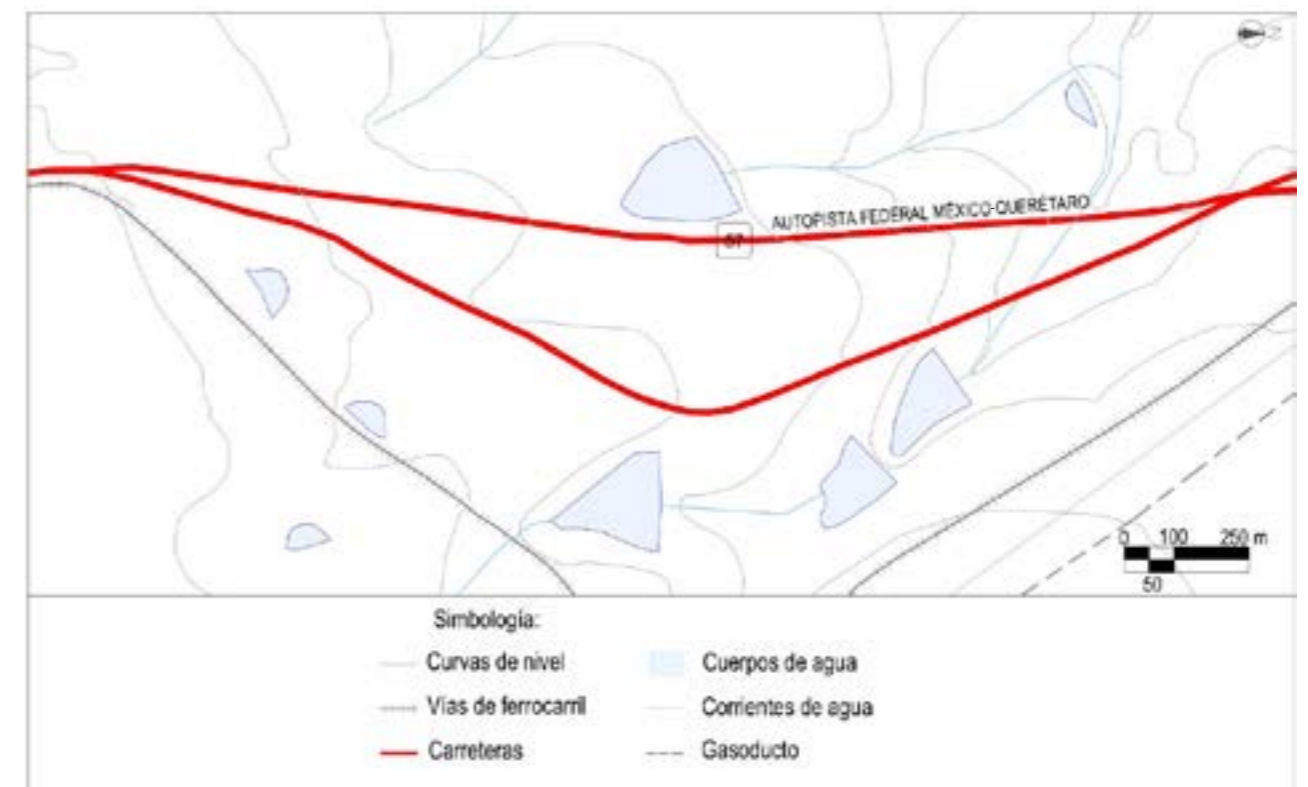 N
AUTOPISTA FEDERAL MÉXICO-QUERÉTARO
57
0 100 250 m
50
Simbología:
Curvas de nivel
Cuerpos de agua
Vías de ferrocarril
Corrientes de agua
Carreteras
Gasoducto